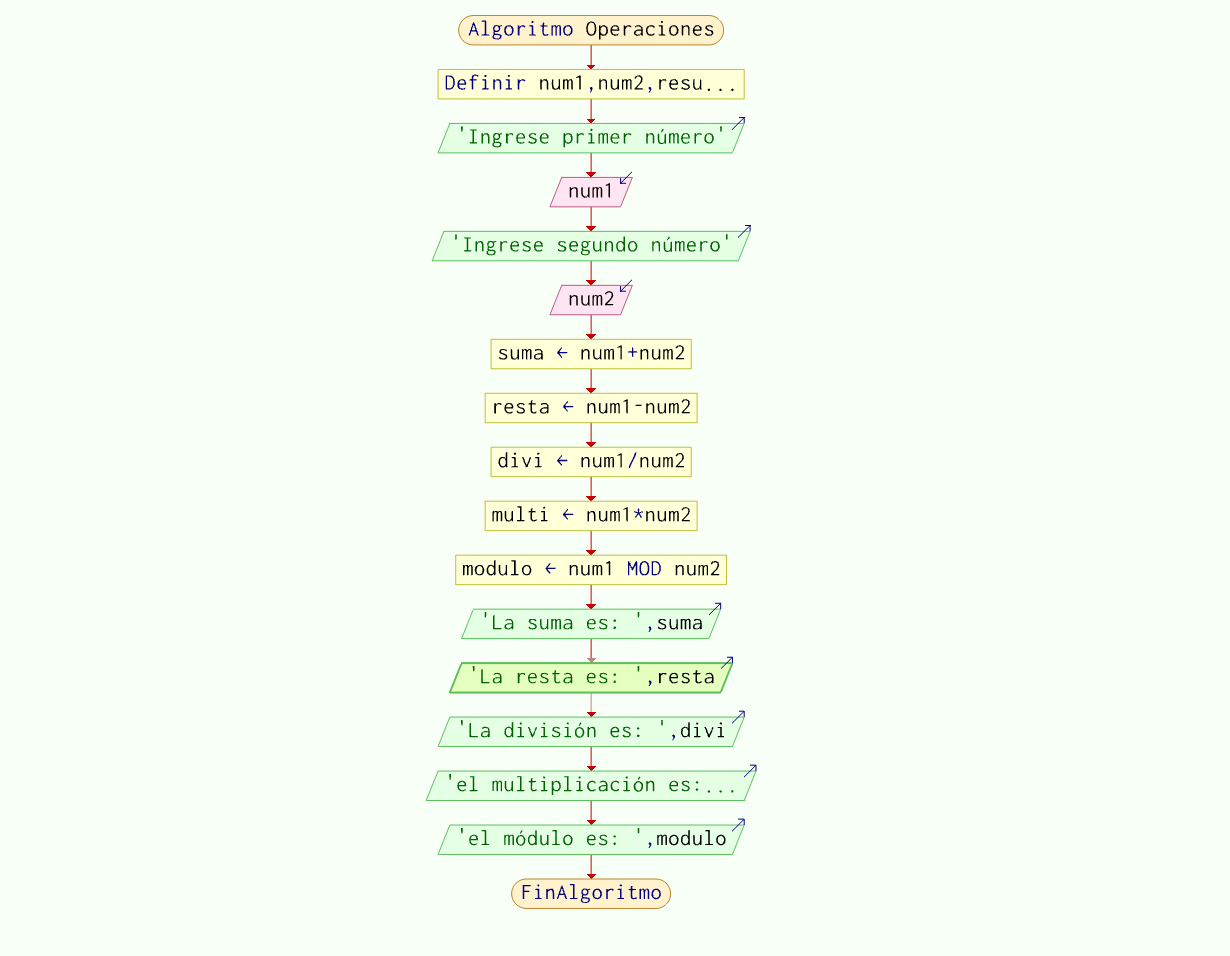 Algoritmo Operaciones
Definir num1,num2,resu...
'Ingrese primer número'
num1
'Ingrese segundo número'
num2
suma ← num1+num2
resta ← num1-num2
divi ← num1/num2
multi ← num1*num2
modulo ← num1 MOD num2
'La suma es: ',suma
'La resta es: ',resta
'La división es: ',divi
'el multiplicación es:...
'el módulo es: ',modulo
FinAlgoritmo